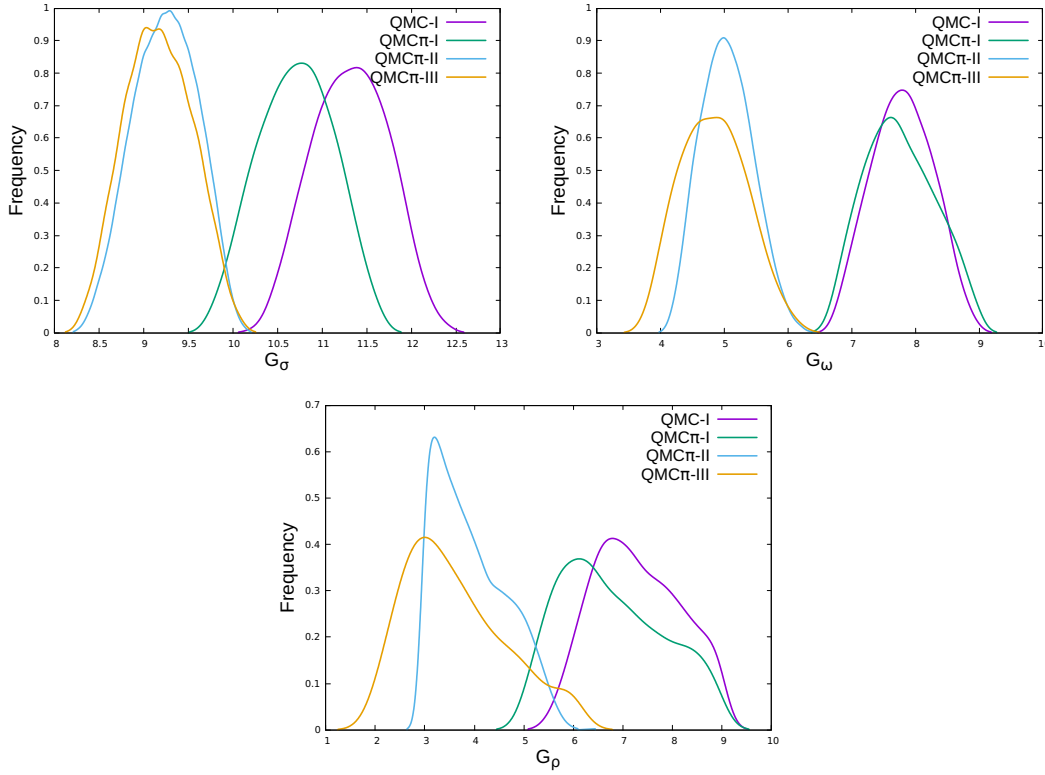 1
0.9
0.8
0.7
0.6
0.5
0.4
0.3
0.2
0.1
0
Frequency
QMC-I
QMCπ-I
QMCπ-II
QMCπ-III
8 8.5 9 9.5 10 10.5 11 11.5 12 12.5 13
Gσ
1
0.9
0.8
0.7
0.6
0.5
0.4
0.3
0.2
0.1
0
Frequency
QMC-I
QMCπ-I
QMCπ-II
QMCπ-III
3 4 5 6 7 8 9 10
Gω
0.7
0.6
0.5
0.4
0.3
0.2
0.1
0
Frequency
QMC-I
QMCπ-I
QMCπ-II
QMCπ-III
1 2 3 4 5 6 7 8 9 10
Gρ